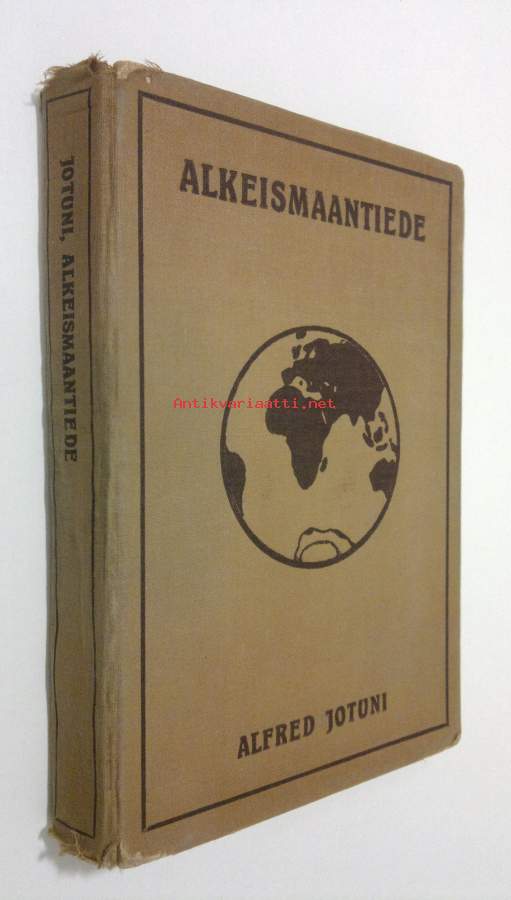 JOTUNI, ALKEISMAANTIEDE
ALKEISMAANTIEDE
Antikvariaatti.net
ALFRED JOTUNI